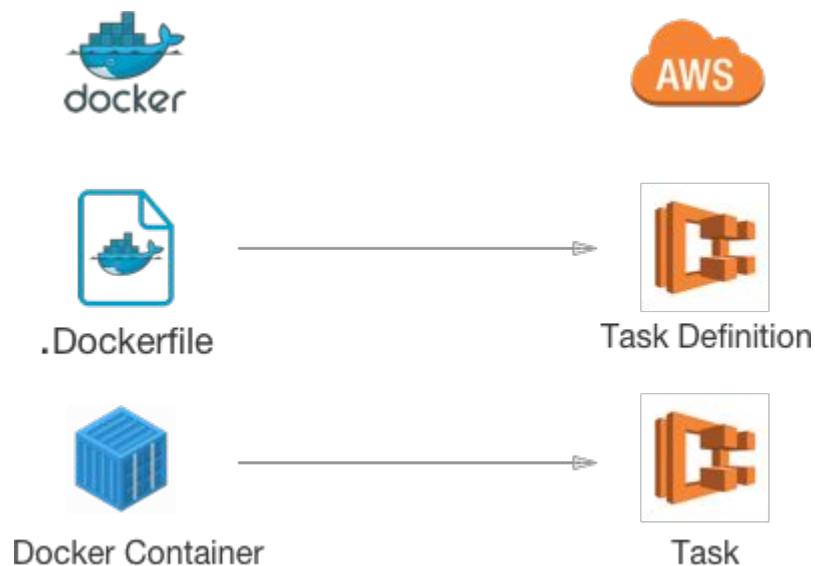 docker
AWS
.Dockerfile
Task Definition
Docker Container
Task